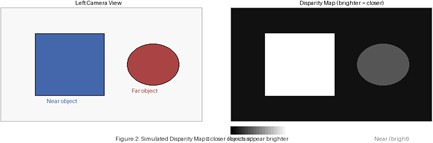 Left Camera View
Disparity Map (brighter = closer)
Near object
Far object
Figure 2: Simulated Disparity Map closer objects appear brighter
Near (bright)